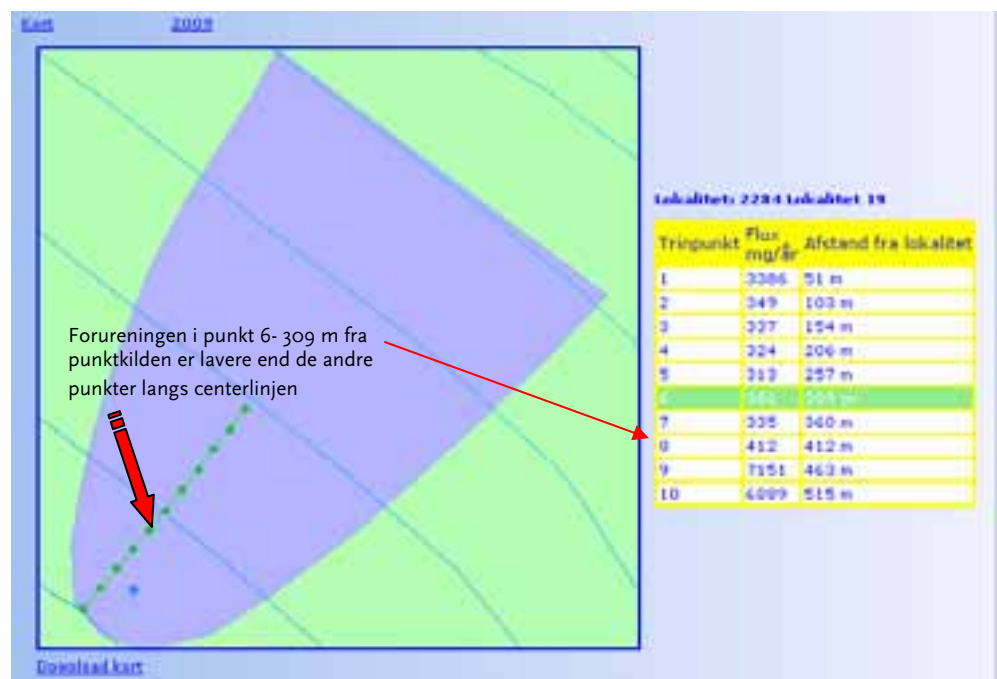 Kort 2009
Lokalitet: 2284 Lokalitet 19
Trinpunkt Flux mg/år Afstand fra lokalitet
1 3386 51 m
2 349 103 m
3 337 154 m
4 324 206 m
5 313 257 m
6 309 m
7 335 360 m
8 412 412 m
9 7151 463 m
10 515 m
Forureningen i punkt 6- 309 m fra
punktkilden er lavere end de andre
punkter langs centerlinjen
Download kort